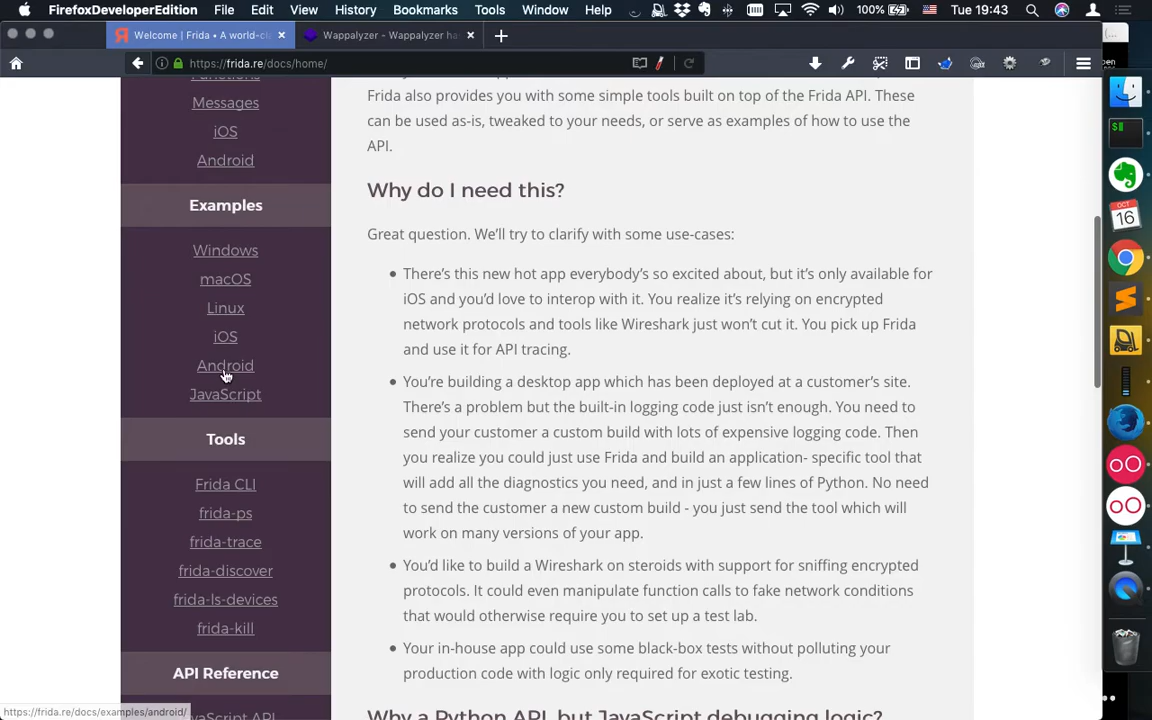 FirefoxDeveloperEdition File Edit View History Bookmarks Tools Window Help 100% Tue 19:43
Welcome | Frida • A world-cl Wappalyzer - Wappalyzer ha
https://frida.re/docs/home/
Functions
Messages
iOS
Android
Examples
Windows
macOS
Linux
iOS
Android
JavaScript
Tools
Frida CLI
frida-ps
frida-trace
frida-discover
frida-ls-devices
frida-kill
API Reference
JavaScript API
Frida also provides you with some simple tools built on top of the Frida API. These
can be used as-is, tweaked to your needs, or serve as examples of how to use the
API.
Why do I need this?
Great question. We’ll try to clarify with some use-cases:
There’s this new hot app everybody’s so excited about, but it’s only available for
iOS and you’d love to interop with it. You realize it’s relying on encrypted
network protocols and tools like Wireshark just won’t cut it. You pick up Frida
and use it for API tracing.
You’re building a desktop app which has been deployed at a customer’s site.
There’s a problem but the built-in logging code just isn’t enough. You need to
send your customer a custom build with lots of expensive logging code. Then
you realize you could just use Frida and build an application- specific tool that
will add all the diagnostics you need, and in just a few lines of Python. No need
to send the customer a new custom build - you just send the tool which will
work on many versions of your app.
You’d like to build a Wireshark on steroids with support for sniffing encrypted
protocols. It could even manipulate function calls to fake network conditions
that would otherwise require you to set up a test lab.
Your in-house app could use some black-box tests without polluting your
production code with logic only required for exotic testing.
Why a Python API, but JavaScript debugging logic?
https://frida.re/docs/examples/android/
OCT
16